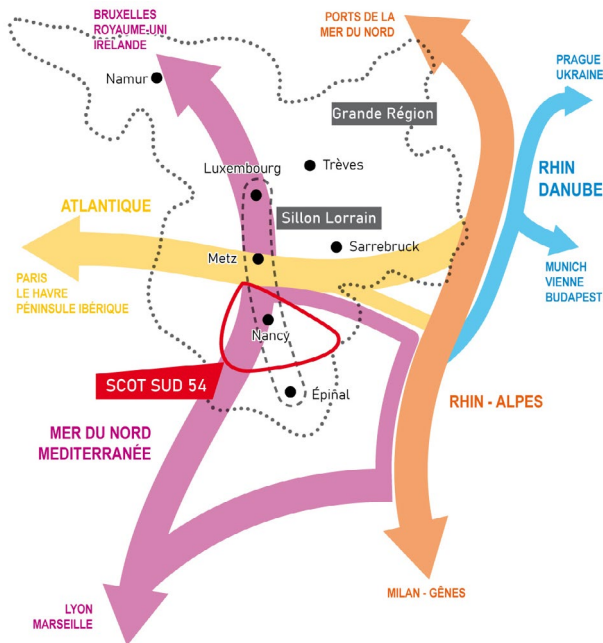 BRUXELLES
ROYAUME-UNI
IRELANDE
PORTS DE LA
MER DU NORD
PRAGUE
UKRAINE
Namur
Grande Région
Luxembourg
Trèves
RHIN
DANUBE
ATLANTIQUE
Sillon Lorrain
Metz
Sarrebruck
PARIS
LE HAVRE
PÉNINSULE IBÉRIQUE
MUNICH
VIENNE
BUDAPEST
Nancy
SCOT SUD 54
Épinal
RHIN - ALPES
MER DU NORD
MEDITERRANÉE
MILAN - GÊNES
LYON
MARSEILLE